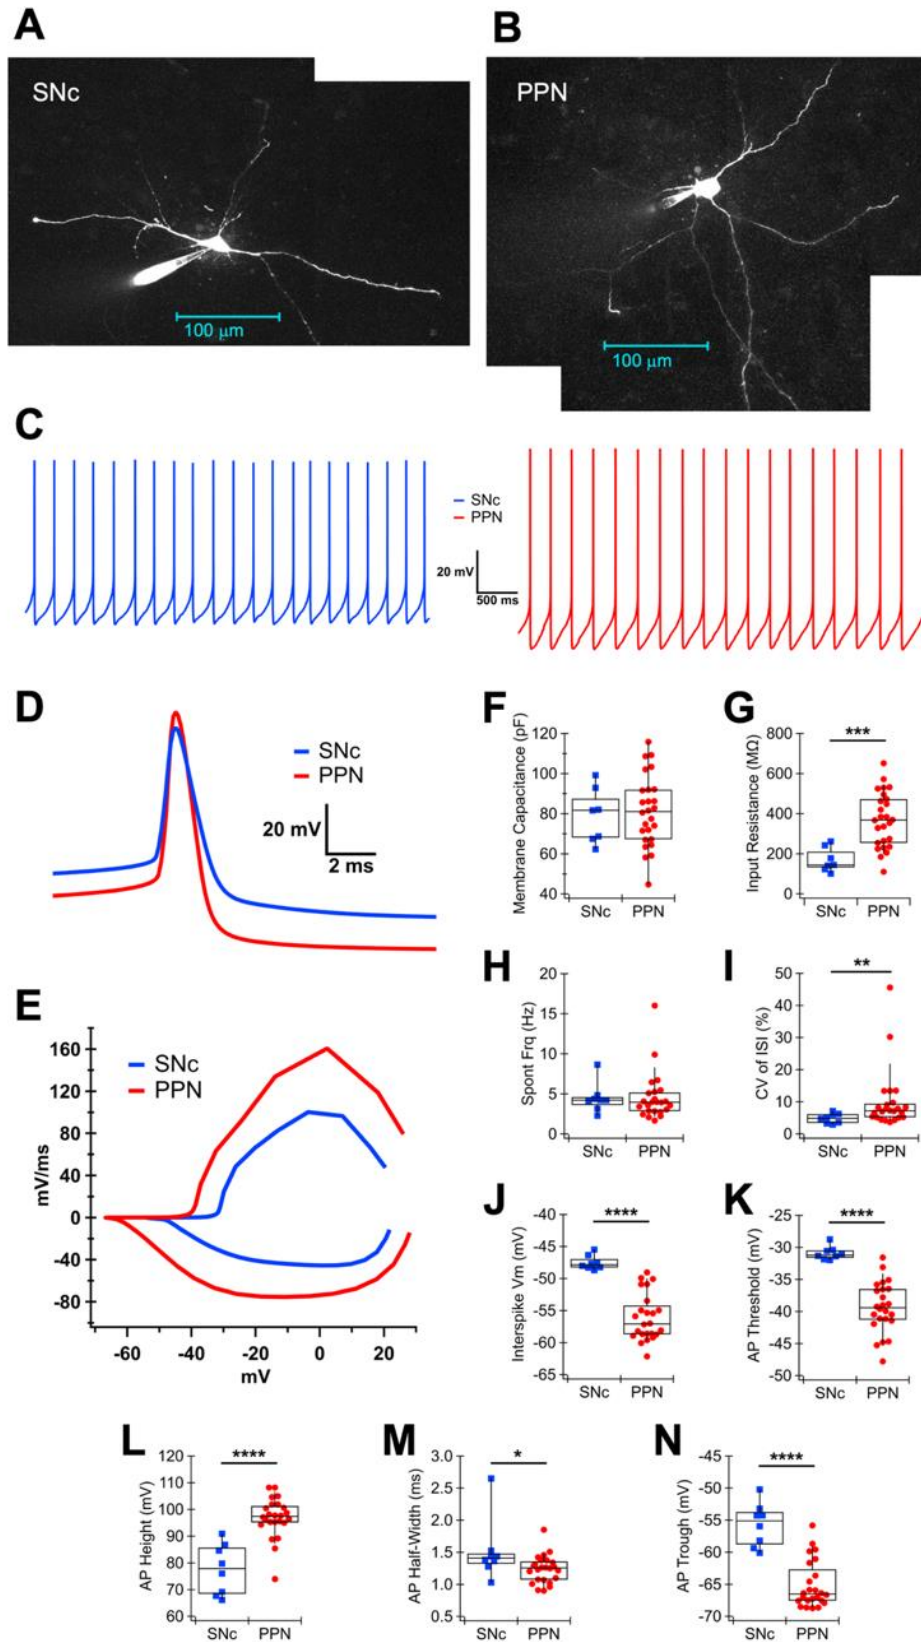 A
B
SNc
PPN
100 μm
100 μm
C
SNc
PPN
20 mV
500 ms
D
SNc
PPN
20 mV
2 ms
E
SNc
PPN
mV/ms
160
120
80
40
0
-40
-80
-60
-40
-20
0
20
mV
F
Membrane Capacitance (pF)
120
100
80
60
40
SNc
PPN
G
Input Resistance (MΩ)
800
600
400
200
0
***
SNc
PPN
H
Spont Frq (Hz)
20
15
10
5
0
SNc
PPN
I
CV of ISI (%)
50
40
30
20
10
0
**
SNc
PPN
J
Interspike Vm (mV)
-40
-45
-50
-55
-60
-65
****
SNc
PPN
K
AP Threshold (mV)
-25
-30
-35
-40
-45
-50
****
SNc
PPN
L
AP Height (mV)
120
110
100
90
80
70
60
****
SNc
PPN
M
AP Half-Width (ms)
3.0
2.5
2.0
1.5
1.0
0.5
*
SNc
PPN
N
AP Trough (mV)
-45
-50
-55
-60
-65
-70
****
SNc
PPN